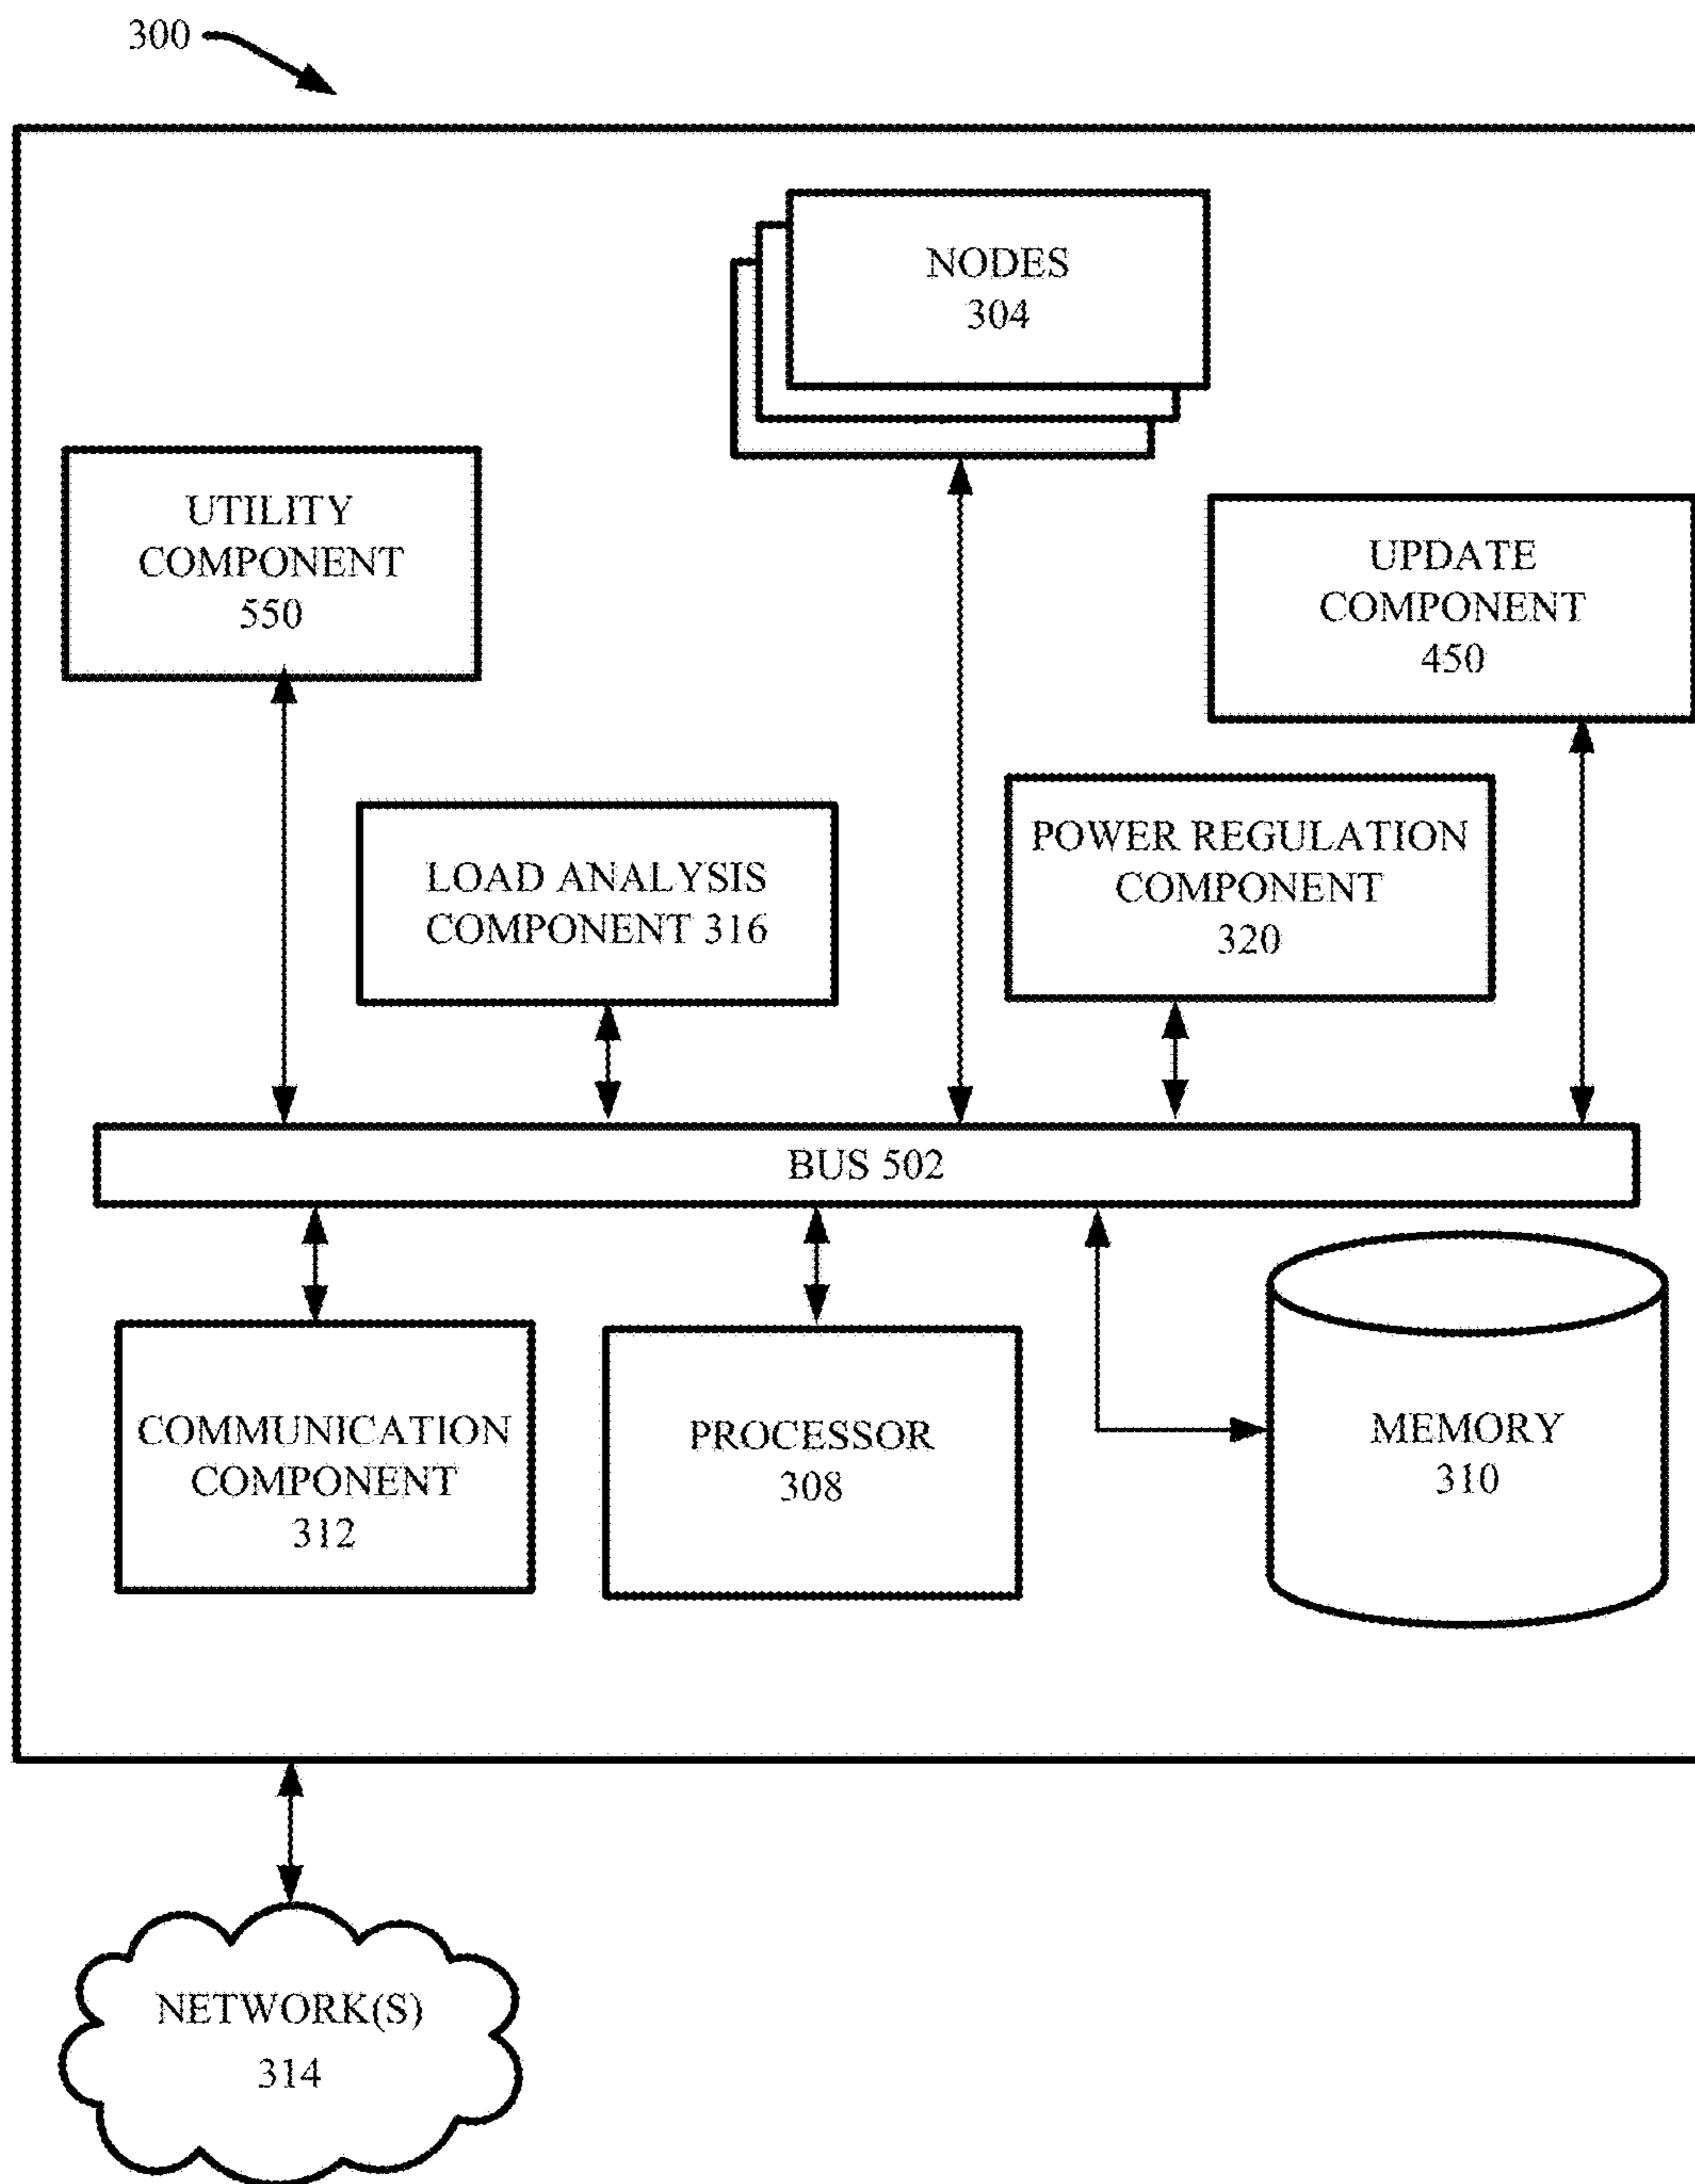 300
NODES
304
UTILITY
COMPONENT
550
UPDATE
COMPONENT
450
LOAD ANALYSIS
COMPONENT 316
POWER REGULATION
COMPONENT
320
BUS 502
COMMUNICATION
COMPONENT
312
PROCESSOR
308
MEMORY
310
NETWORK(S)
314